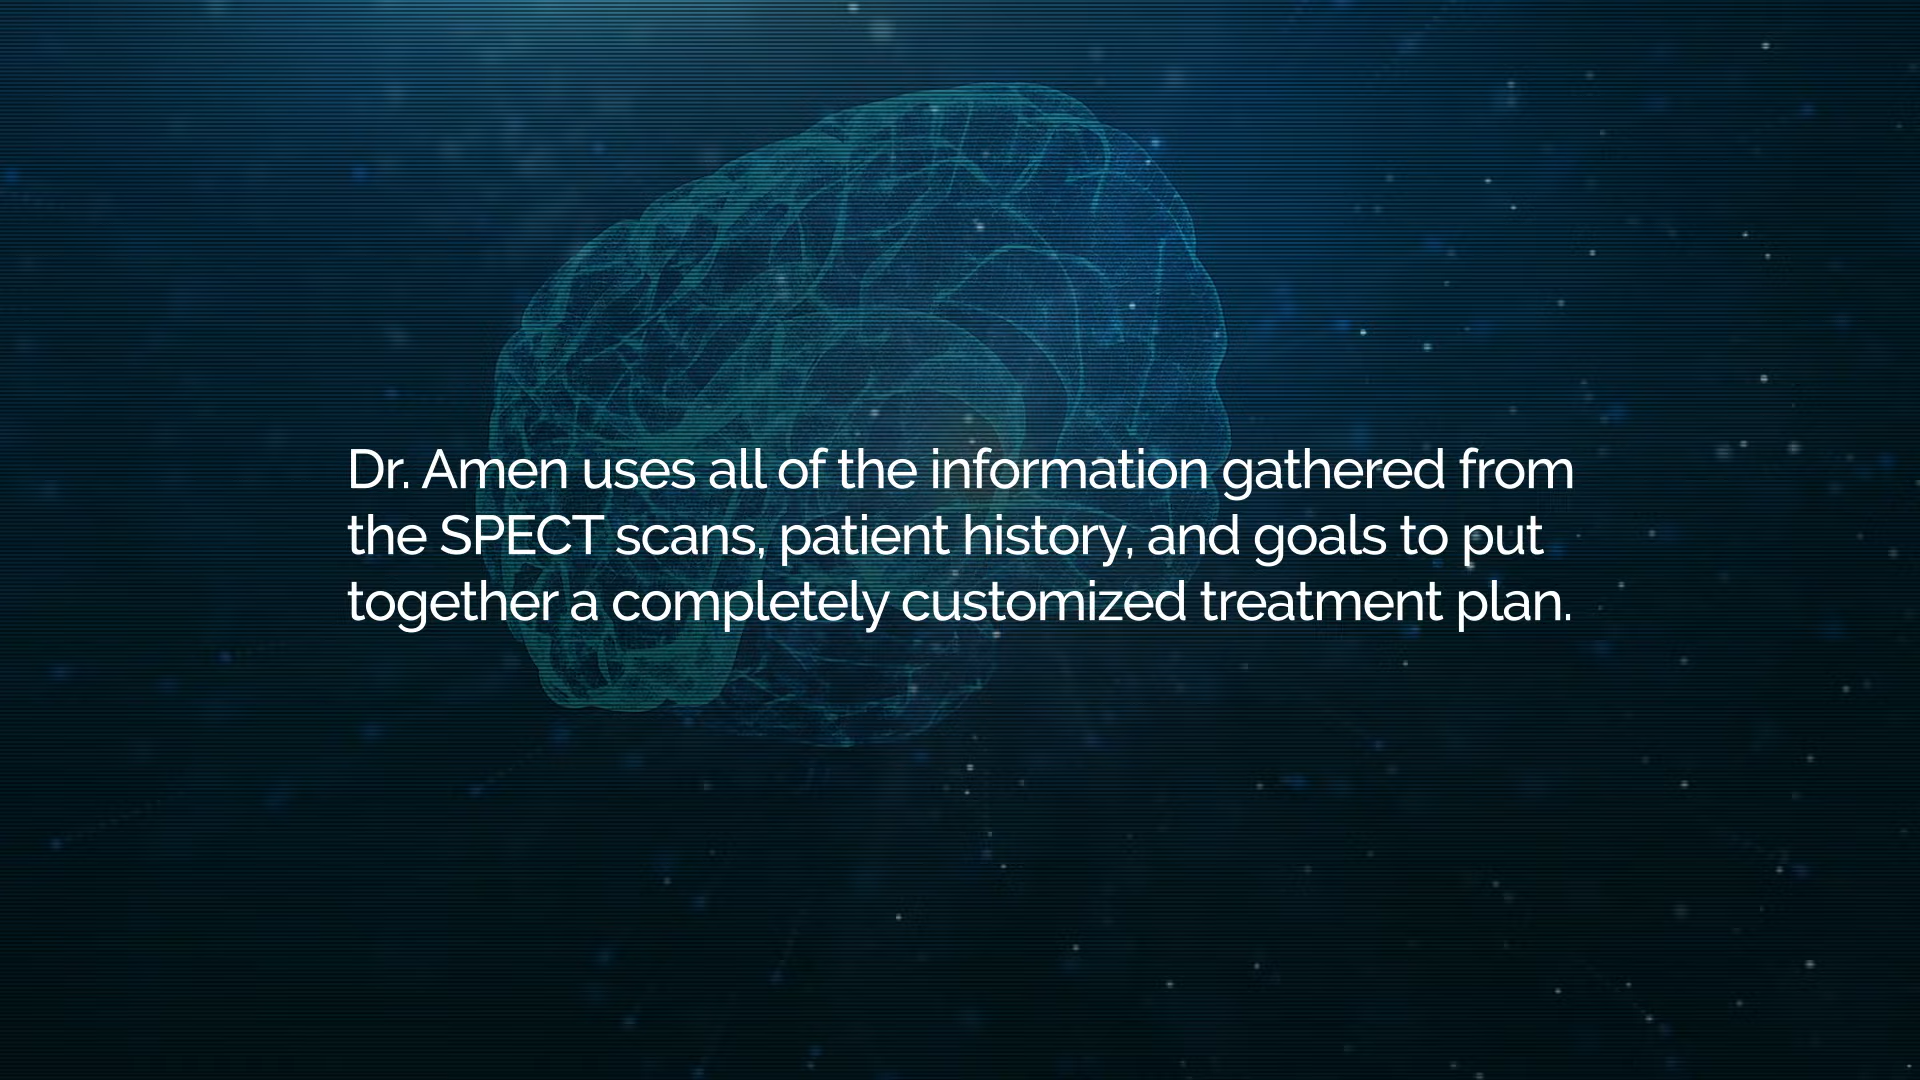 Dr. Amen uses all of the information gathered from
the SPECT scans, patient history, and goals to put
together a completely customized treatment plan.